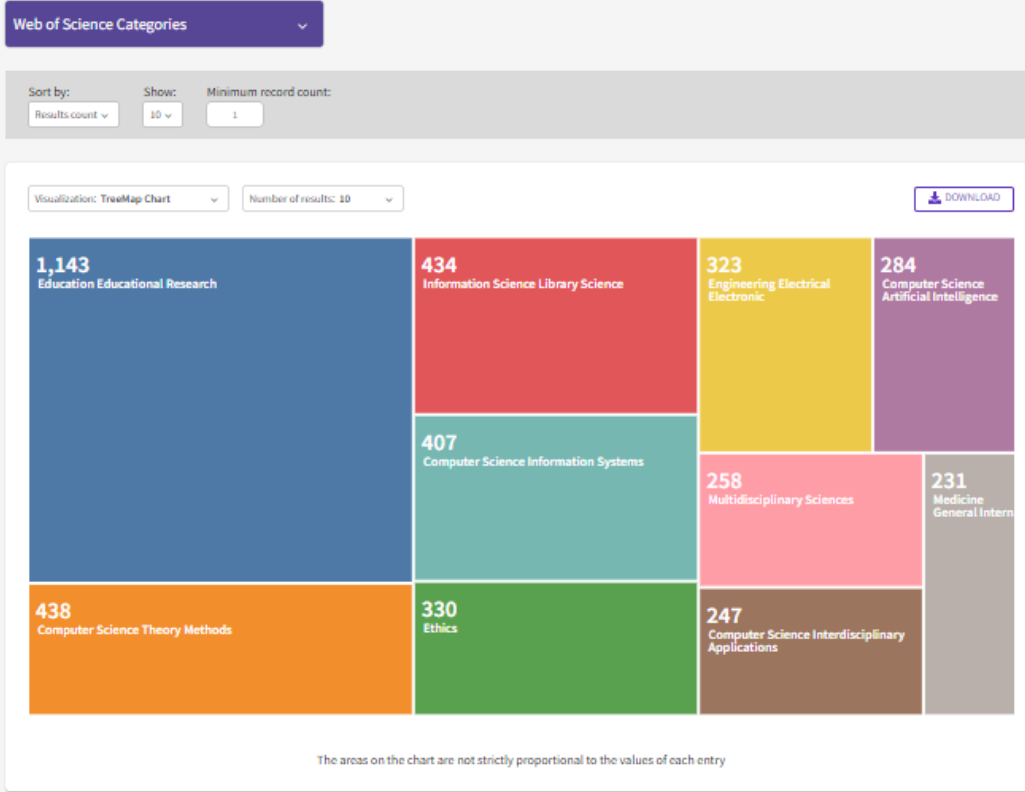 Web of Science Categories
Sort by:
Show:
Minimum record count:
Results count
10
1
Visualization: TreeMap Chart
Number of results: 10
DOWNLOAD
1,143
Education Educational Research
434
Information Science Library Science
323
Engineering Electrical
Electronic
284
Computer Science
Artificial Intelligence
407
Computer Science Information Systems
258
Multidisciplinary Sciences
231
Medicine
General Intern
438
Computer Science Theory Methods
330
Ethics
247
Computer Science Interdisciplinary
Applications
The areas on the chart are not strictly proportional to the values of each entry